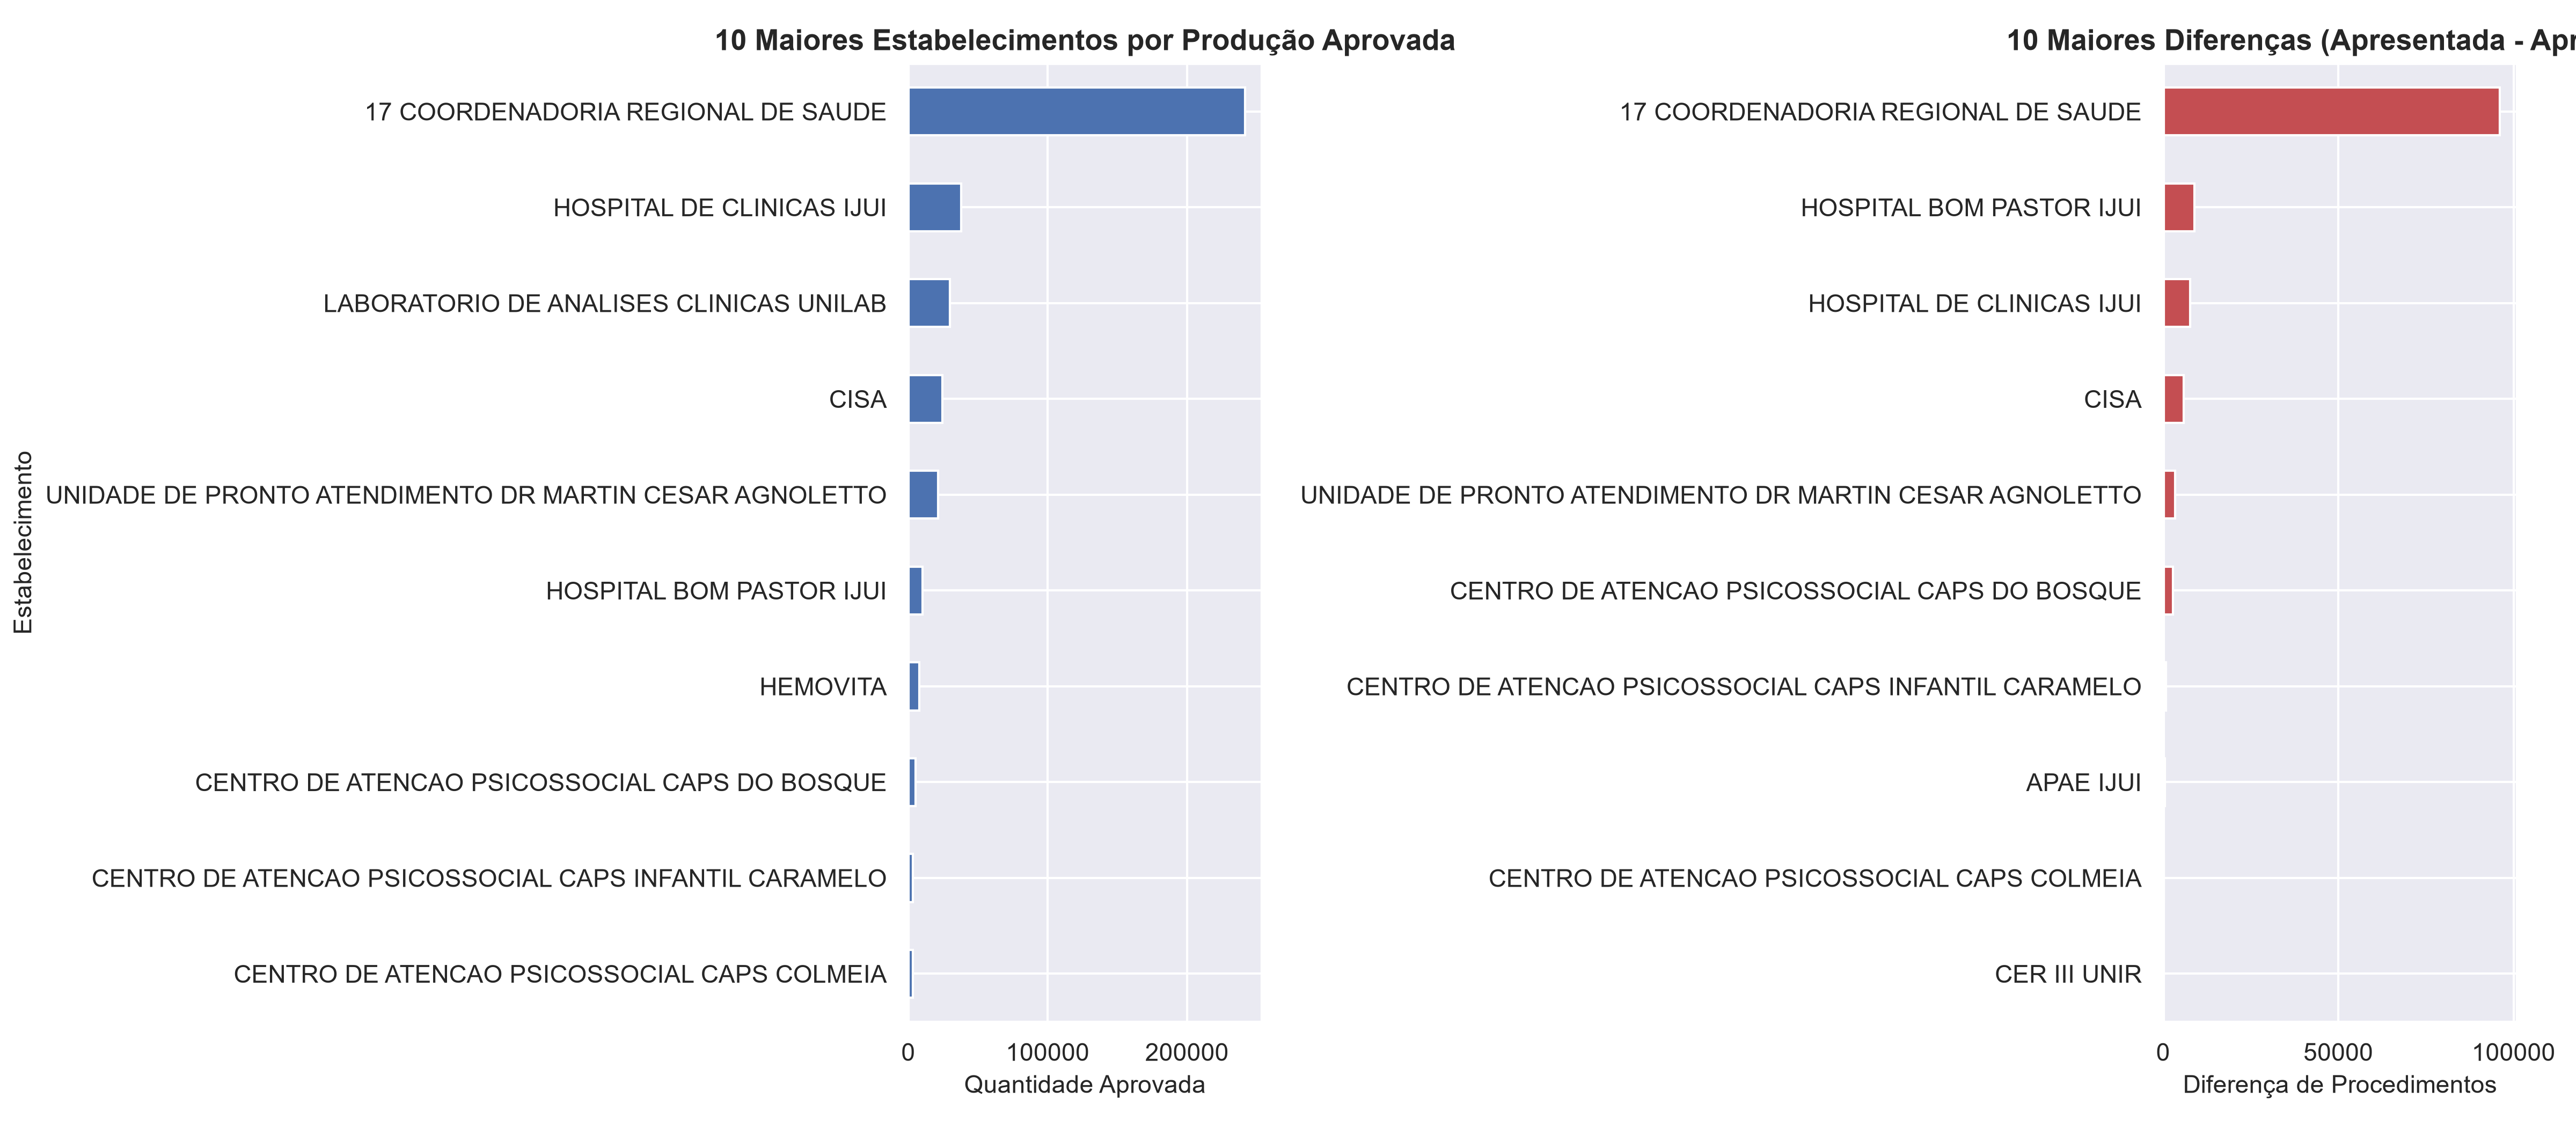 10 Maiores Estabelecimentos por Produção Aprovada
Estabelecimento
17 COORDENADORIA REGIONAL DE SAUDE
HOSPITAL DE CLINICAS IJUI
LABORATORIO DE ANALISES CLINICAS UNILAB
CISA
UNIDADE DE PRONTO ATENDIMENTO DR MARTIN CESAR AGNOLETTO
HOSPITAL BOM PASTOR IJUI
HEMOVITA
CENTRO DE ATENCAO PSICOSSOCIAL CAPS DO BOSQUE
CENTRO DE ATENCAO PSICOSSOCIAL CAPS INFANTIL CARAMELO
CENTRO DE ATENCAO PSICOSSOCIAL CAPS COLMEIA
0 100000 200000
Quantidade Aprovada
10 Maiores Diferenças (Apresentada - Apr
17 COORDENADORIA REGIONAL DE SAUDE
HOSPITAL BOM PASTOR IJUI
HOSPITAL DE CLINICAS IJUI
CISA
UNIDADE DE PRONTO ATENDIMENTO DR MARTIN CESAR AGNOLETTO
CENTRO DE ATENCAO PSICOSSOCIAL CAPS DO BOSQUE
CENTRO DE ATENCAO PSICOSSOCIAL CAPS INFANTIL CARAMELO
APAE IJUI
CENTRO DE ATENCAO PSICOSSOCIAL CAPS COLMEIA
CER III UNIR
0 50000 100000
Diferença de Procedimentos